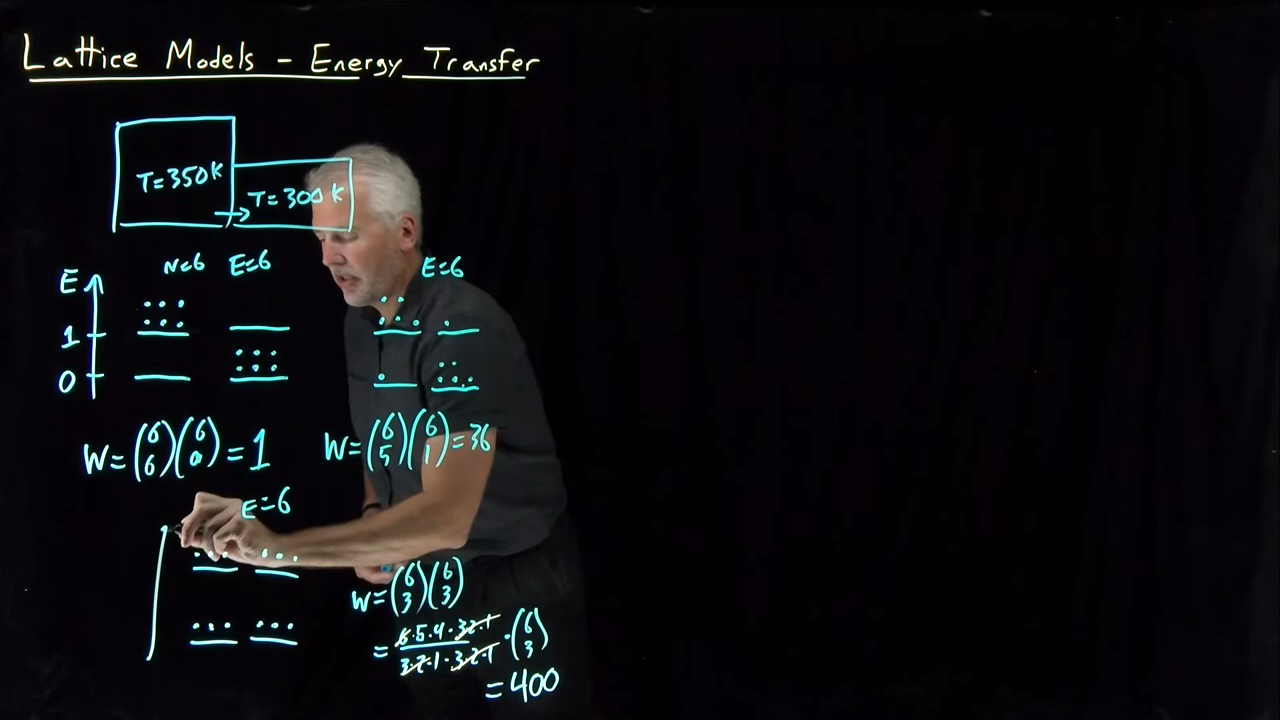 Lattice Models - Energy Transfer
T=350K
T=300K
N=6 E=6
E=6
E
1
0
W=(6 6)(6 0)=1
W=(6 5)(6 1)=36
E=6
W=(6 3)(6 3)
=6·5·4·3·2·1/3·2·1·3·2·1·(6 3)
=400